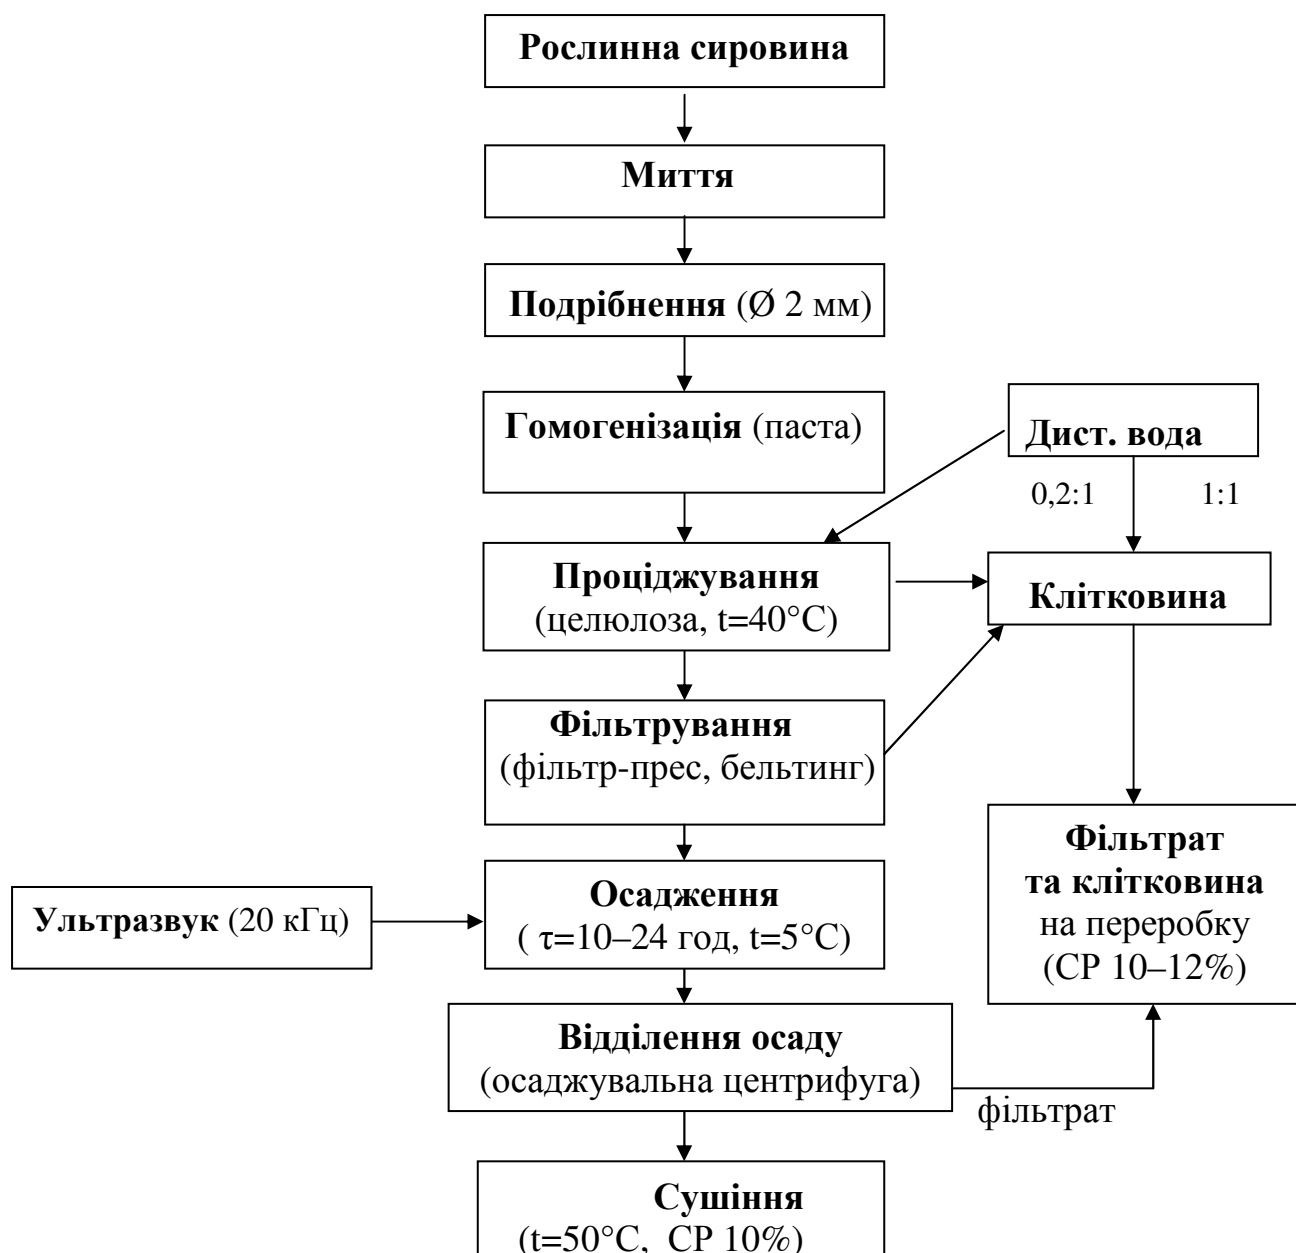 Рослинна сировина
Миття
Подрібнення (Ø 2 мм)
Гомогенізація (паста)
Дист. вода
0,2:1 1:1
Проціджування
(целюлоза, t=40°С)
Клітковина
Фільтрування
(фільтр-прес, бельтинг)
Фільтрат
та клітковина
на переробку
(СР 10–12%)
Ультразвук (20 кГц)
Осадження
( τ=10–24 год, t=5°С)
Відділення осаду
(осаджувальна центрифуга)
фільтрат
Сушіння
(t=50°С, СР 10%)